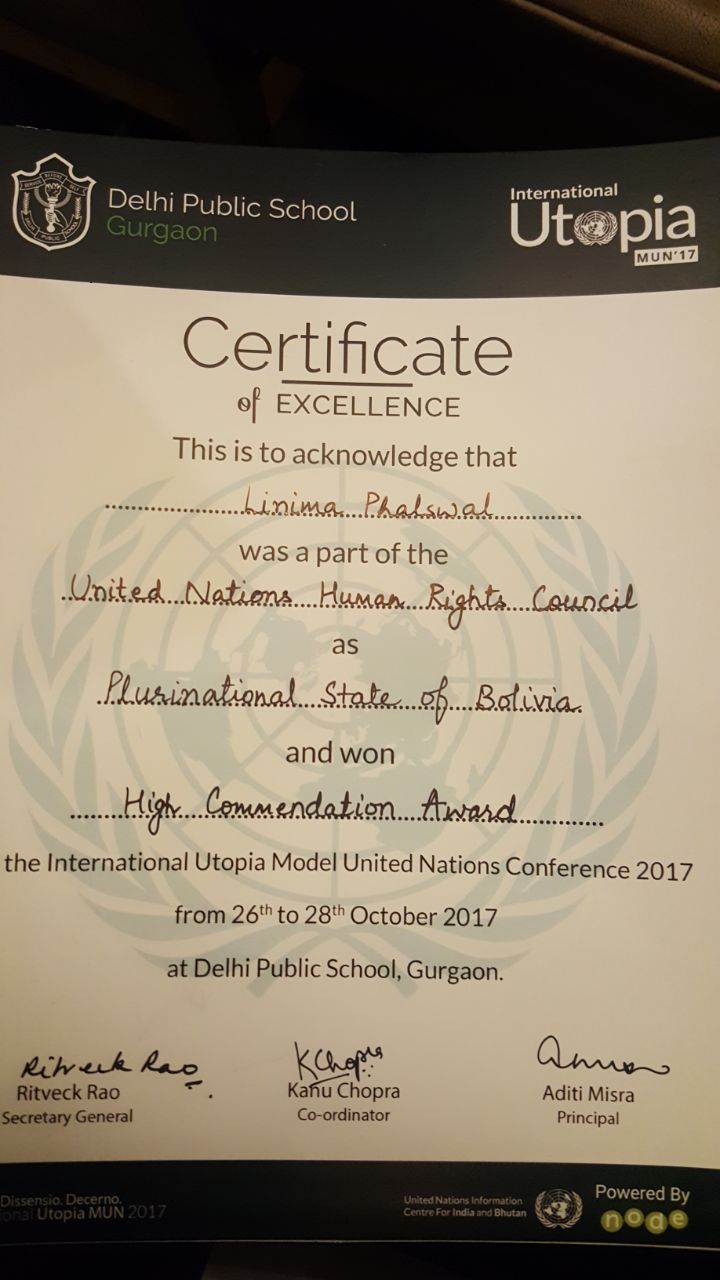 Delhi Public School
Gurgaon
International
Utopia
MUN'17
Certificate
of EXCELLENCE
This is to acknowledge that
Linima Phalswal
was a part of the
United Nations Human Rights Council
as
Plurinational State of Bolivia
and won
High Commendation Award
the International Utopia Model United Nations Conference 2017
from 26th to 28th October 2017
at Delhi Public School, Gurgaon.
Ritveck Rao
KChopra
Ritveck Rao
Kanu Chopra
Aditi Misra
Secretary General
Co-ordinator
Principal
Dissensio. Decerno.
ional Utopia MUN 2017
United Nations Information
Centre For India and Bhutan
Powered By
node